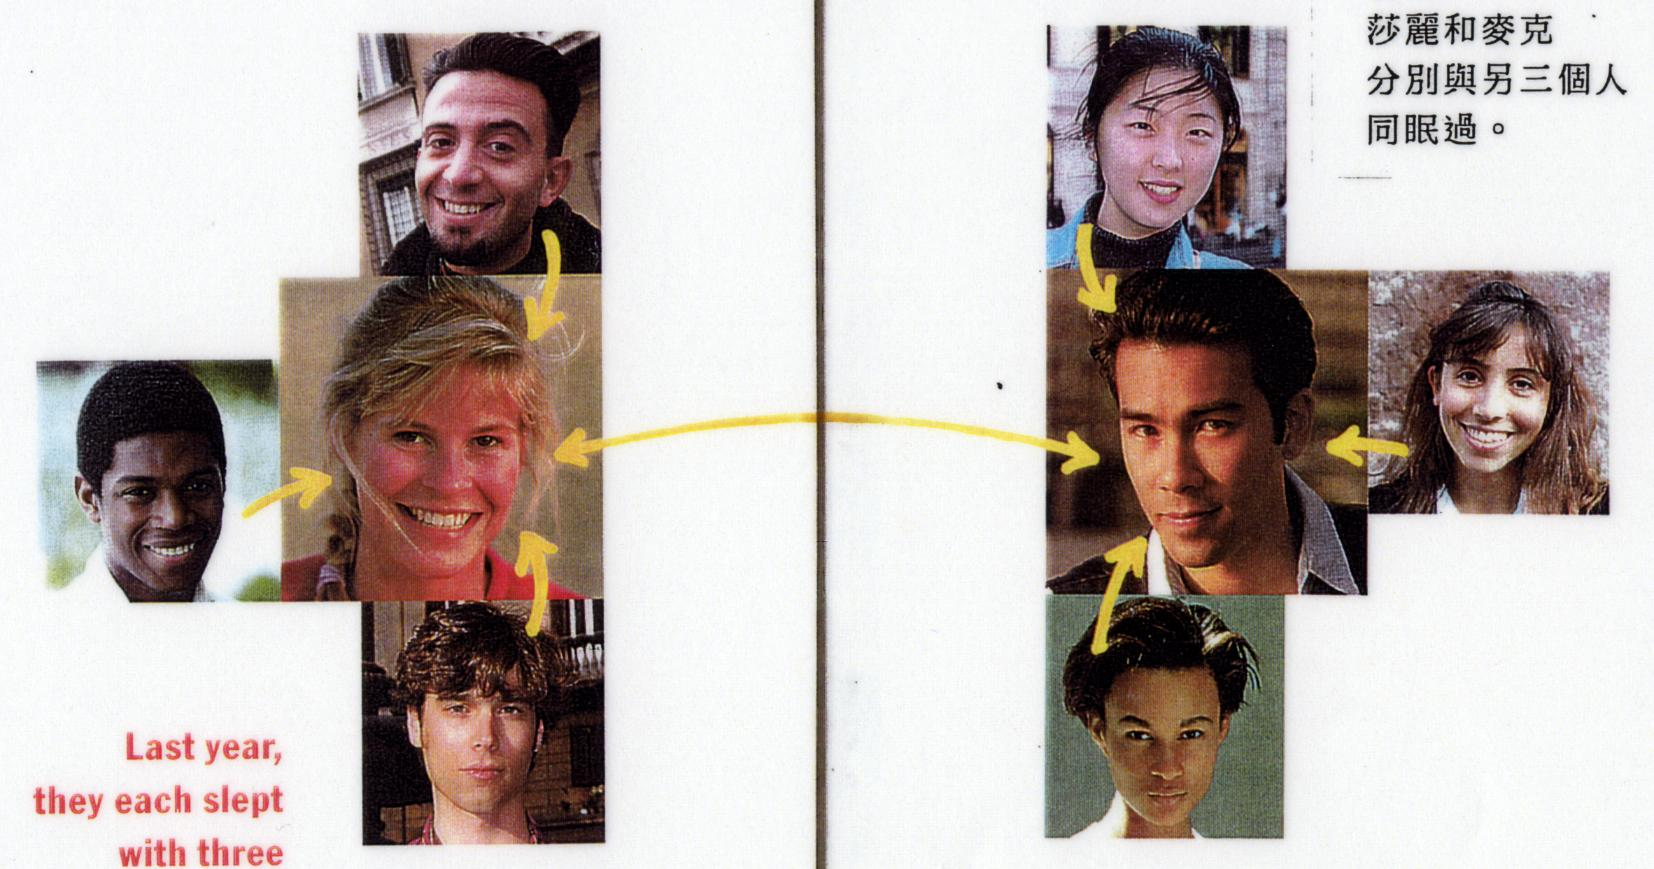 莎麗和麥克
分別與另三個人
同眠過。
Last year,
they each slept
with three